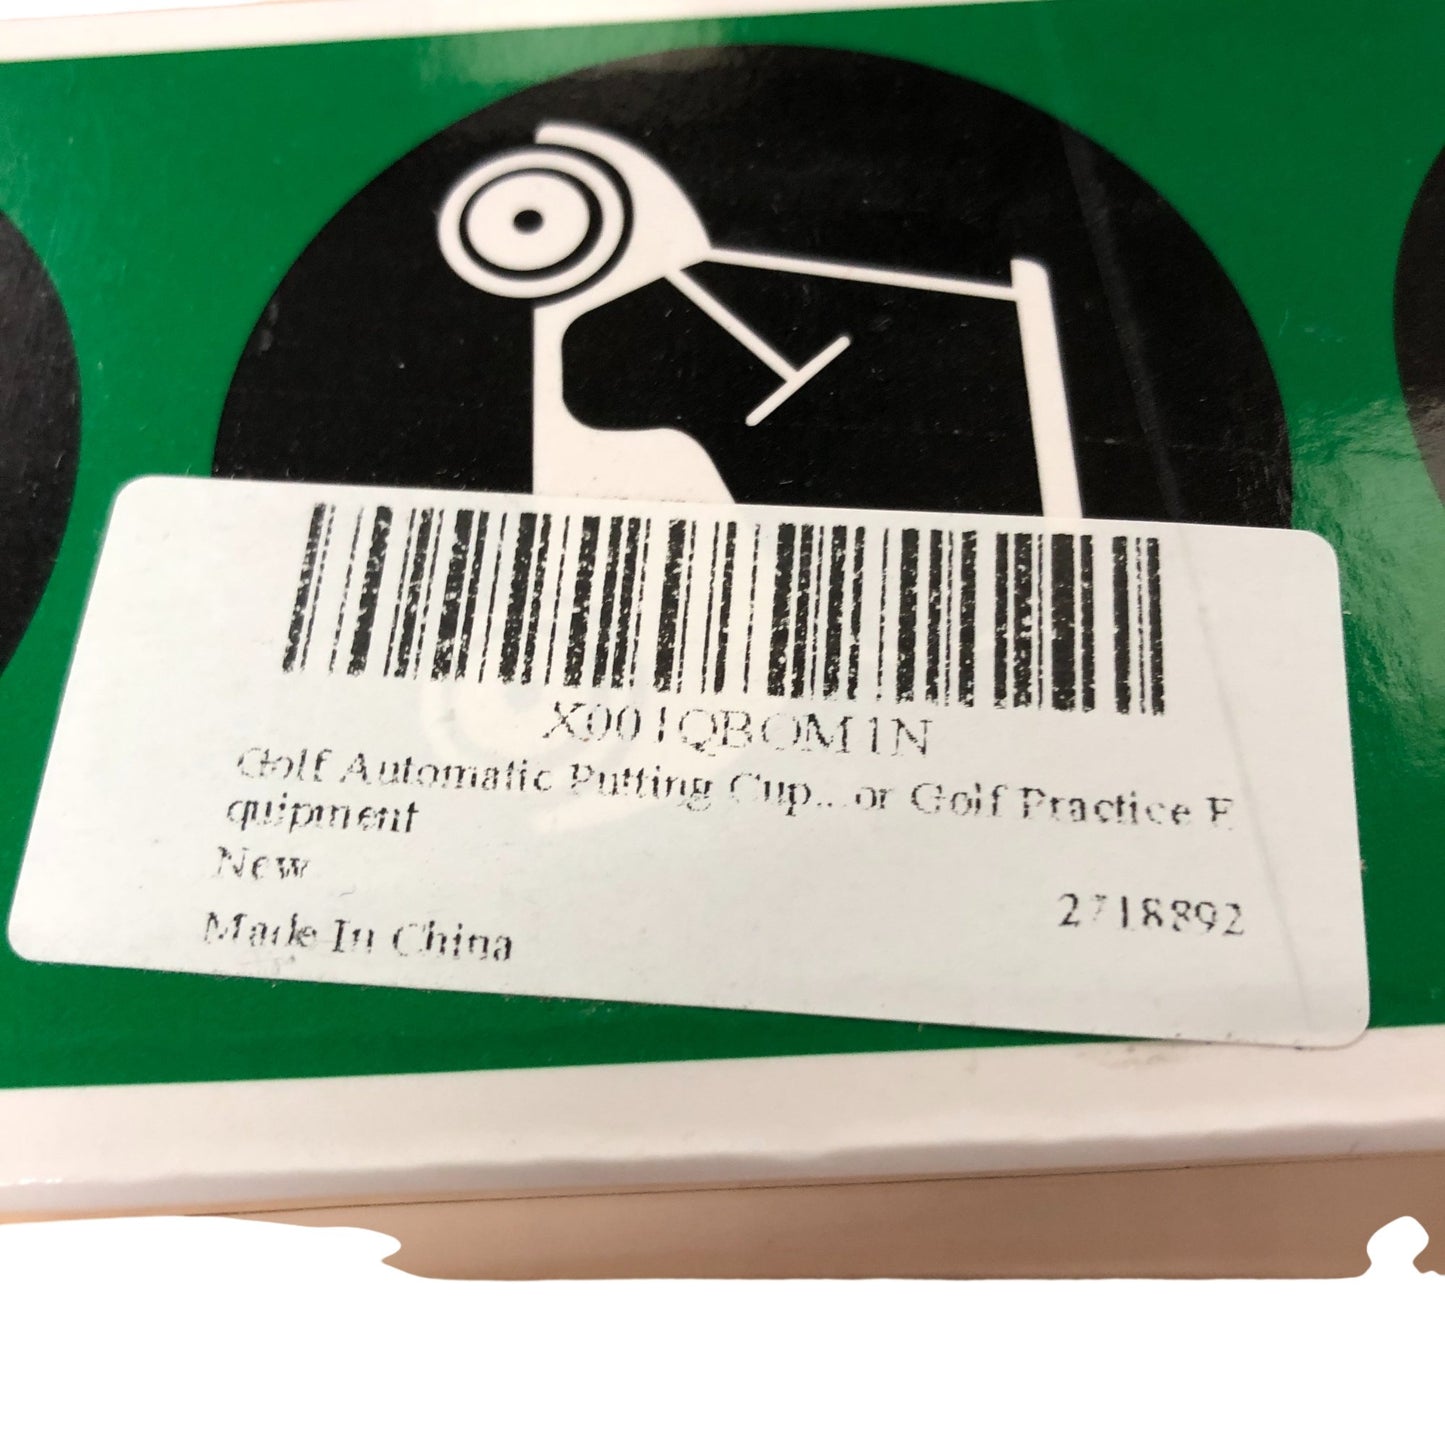 X001QBOM1N
Golf Automatic Putting Cup...or Golf Practice E
quipment
New
2718892
Made In China